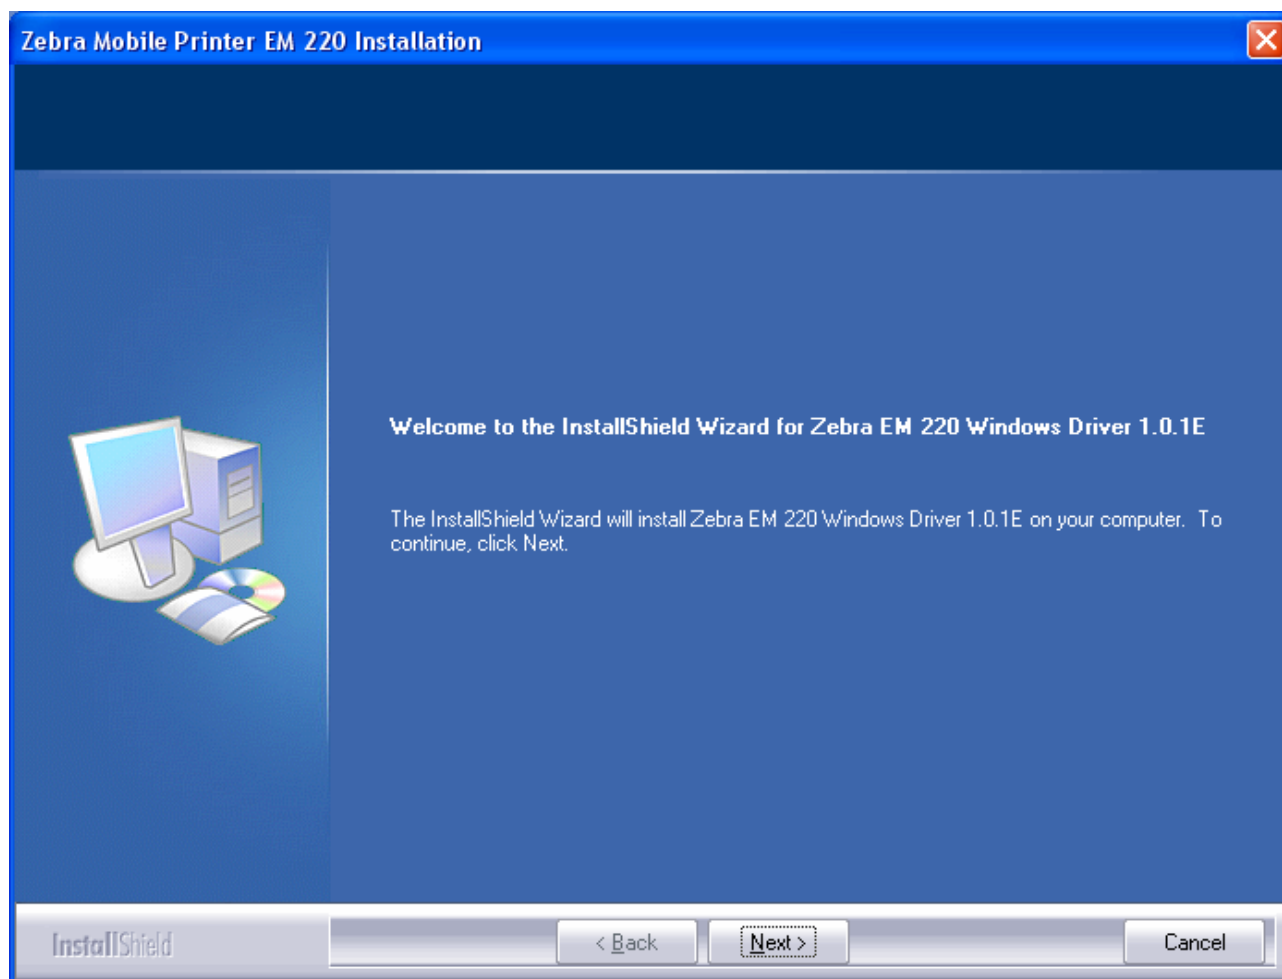 Zebra Mobile Printer EM 220 Installation
Welcome to the InstallShield Wizard for Zebra EM 220 Windows Driver 1.0.1E
The InstallShield Wizard will install Zebra EM 220 Windows Driver 1.0.1E on your computer. To
continue, click Next.
InstallShield
< Back
Next >
Cancel